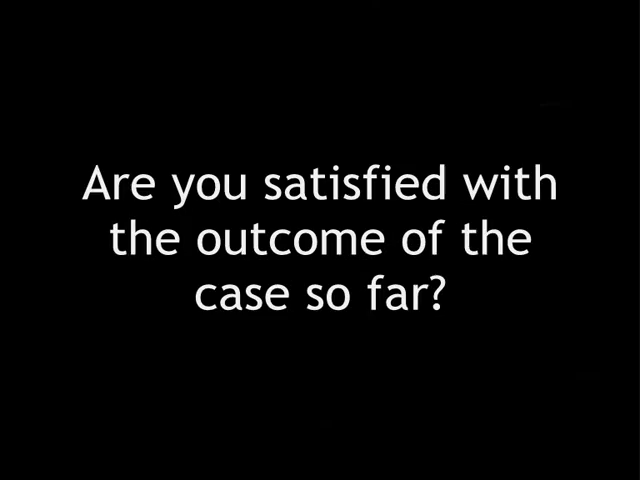 Are you satisfied with
the outcome of the
case so far?